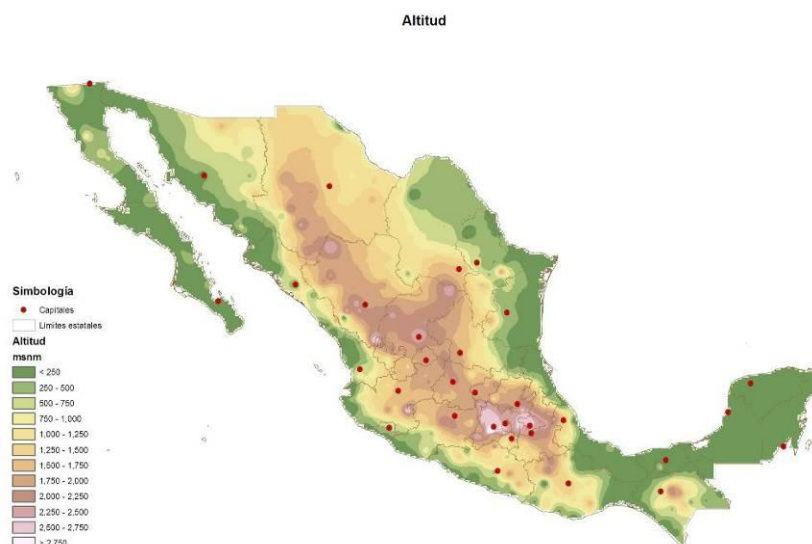 Altitud
Simbología
Capitales
Limites estatales
Altitud
msnm
< 250
250 - 500
500 - 750
750 - 1,000
1,000 - 1,250
1,250 - 1,500
1,500 - 1,750
1,750 - 2,000
2,000 - 2,250
2,250 - 2,500
2,500 - 2,750
> 2,750